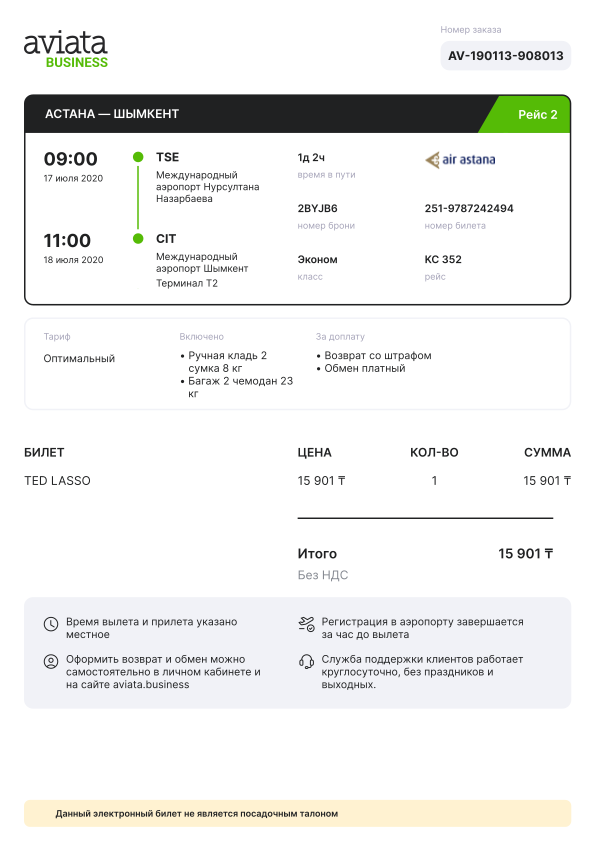 aviata
BUSINESS
Номер заказа
AV-190113-908013
АСТАНА — ШЫМКЕНТ
Рейс 2
09:00
17 июля 2020
TSE
Международный
аэропорт Нурсултана
Назарбаева
1д 2ч
время в пути
air astana
2BYJB6
номер брони
251-9787242494
номер билета
11:00
18 июля 2020
CIT
Международный
аэропорт Шымкент
Терминал Т2
Эконом
класс
KC 352
рейс
Тариф
Оптимальный
Включено
• Ручная кладь 2
сумка 8 кг
• Багаж 2 чемодан 23
кг
За доплату
• Возврат со штрафом
• Обмен платный
БИЛЕТ ЦЕНА КОЛ-ВО СУММА
TED LASSO 15 901 ₸ 1 15 901 ₸
Итого 15 901 ₸
Без НДС
Время вылета и прилета указано
местное
Регистрация в аэропорту завершается
за час до вылета
Оформить возврат и обмен можно
самостоятельно в личном кабинете и
на сайте aviata.business
Служба поддержки клиентов работает
круглосуточно, без праздников и
выходных.
Данный электронный билет не является посадочным талоном